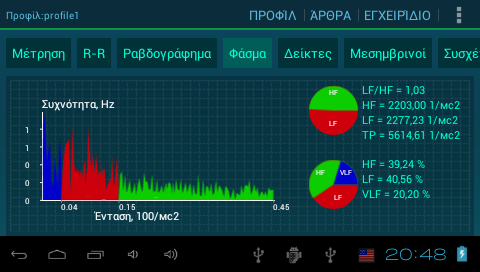 Προφίλ:profile1
ΠΡΟΦΊΛ
ΆΡΘΡΑ
ΕΓΧΕΙΡΊΔΙΟ
Μέτρηση
R-R
Ραβδογράφημα
Φάσμα
Δείκτες
Μεσημβρινοί
Συσχέ
Συχνότητα, Hz
1
1
0
0
0
0.04
0.15
0.45
Ένταση, 100/мс2
HF
LF
LF/HF = 1,03
HF = 2203,00 1/мс2
LF = 2277,23 1/мс2
TP = 5614,61 1/мс2
HF
VLF
LF
HF = 39,24 %
LF = 40,56 %
VLF = 20,20 %
20:48